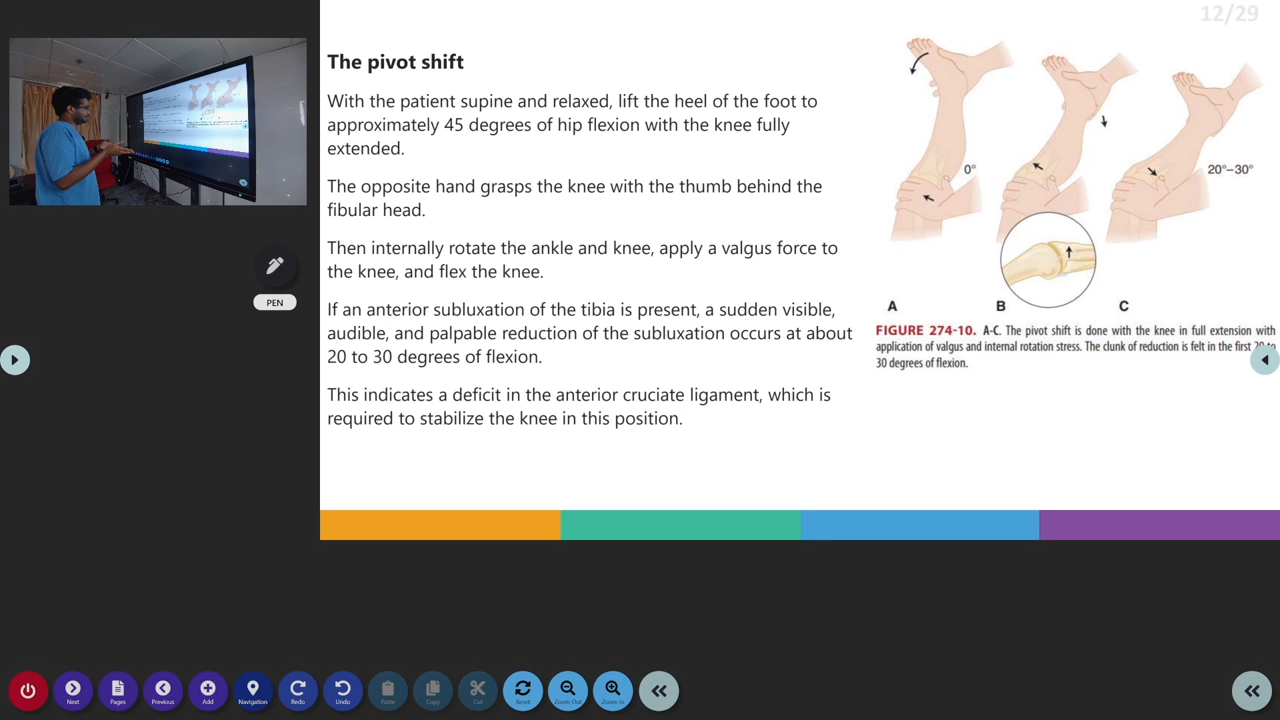 12/29
The pivot shift
With the patient supine and relaxed, lift the heel of the foot to
approximately 45 degrees of hip flexion with the knee fully
extended.
The opposite hand grasps the knee with the thumb behind the
fibular head.
Then internally rotate the ankle and knee, apply a valgus force to
the knee, and flex the knee.
If an anterior subluxation of the tibia is present, a sudden visible,
audible, and palpable reduction of the subluxation occurs at about
20 to 30 degrees of flexion.
This indicates a deficit in the anterior cruciate ligament, which is
required to stabilize the knee in this position.
0°
20°–30°
A
B
C
FIGURE 274-10. A-C. The pivot shift is done with the knee in full extension with
application of valgus and internal rotation stress. The clunk of reduction is felt in the first
30 degrees of flexion.
PEN
Next
Pages
Previous
Add
Navigation
Redo
Undo
Paste
Copy
Cut
Reset
Zoom Out
Zoom In